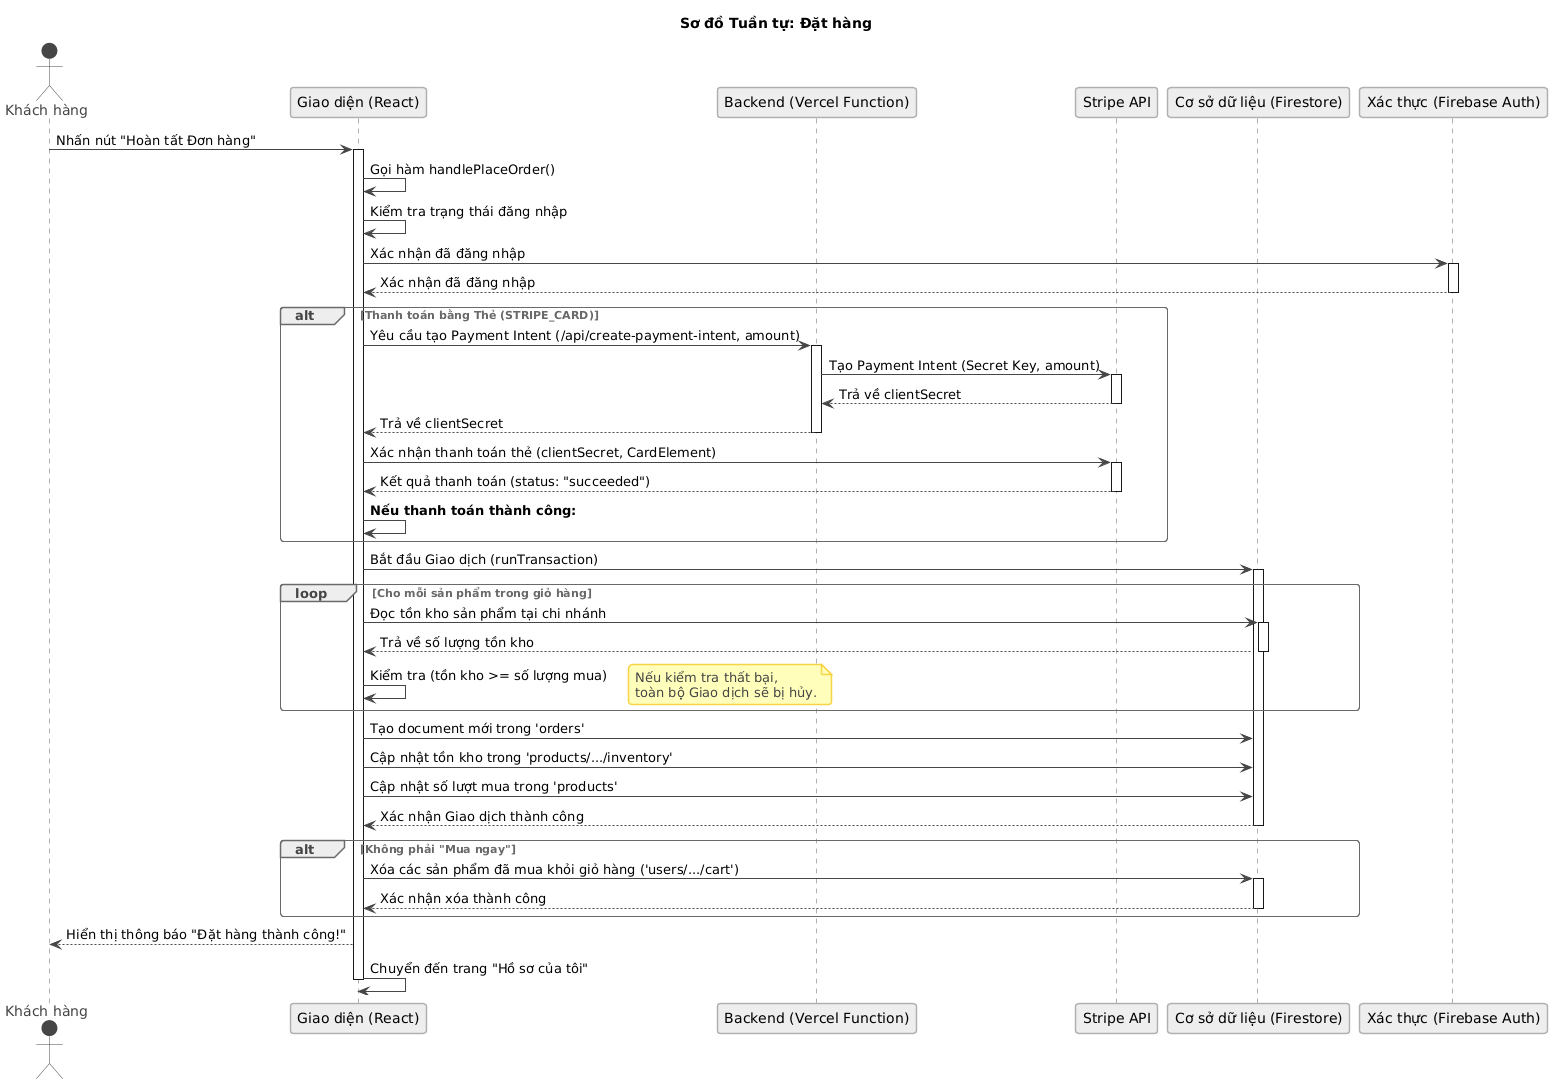 Sơ đồ Tuần tự: Đặt hàng
Khách hàng
Giao diện (React)
Backend (Vercel Function)
Stripe API
Cơ sở dữ liệu (Firestore)
Xác thực (Firebase Auth)
Nhấn nút "Hoàn tất Đơn hàng"
Gọi hàm handlePlaceOrder()
Kiểm tra trạng thái đăng nhập
Xác nhận đã đăng nhập
Xác nhận đã đăng nhập
alt
[Thanh toán bằng Thẻ (STRIPE_CARD)]
Yêu cầu tạo Payment Intent (/api/create-payment-intent, amount)
Tạo Payment Intent (Secret Key, amount)
Trả về clientSecret
Trả về clientSecret
Xác nhận thanh toán thẻ (clientSecret, CardElement)
Kết quả thanh toán (status: "succeeded")
Nếu thanh toán thành công:
Bắt đầu Giao dịch (runTransaction)
loop
[Cho mỗi sản phẩm trong giỏ hàng]
Đọc tồn kho sản phẩm tại chi nhánh
Trả về số lượng tồn kho
Kiểm tra (tồn kho >= số lượng mua)
Nếu kiểm tra thất bại,
toàn bộ Giao dịch sẽ bị hủy.
Tạo document mới trong 'orders'
Cập nhật tồn kho trong 'products/.../inventory'
Cập nhật số lượt mua trong 'products'
Xác nhận Giao dịch thành công
alt
[Không phải "Mua ngay"]
Xóa các sản phẩm đã mua khỏi giỏ hàng ('users/.../cart')
Xác nhận xóa thành công
Hiển thị thông báo "Đặt hàng thành công!"
Chuyển đến trang "Hồ sơ của tôi"
Khách hàng
Giao diện (React)
Backend (Vercel Function)
Stripe API
Cơ sở dữ liệu (Firestore)
Xác thực (Firebase Auth)